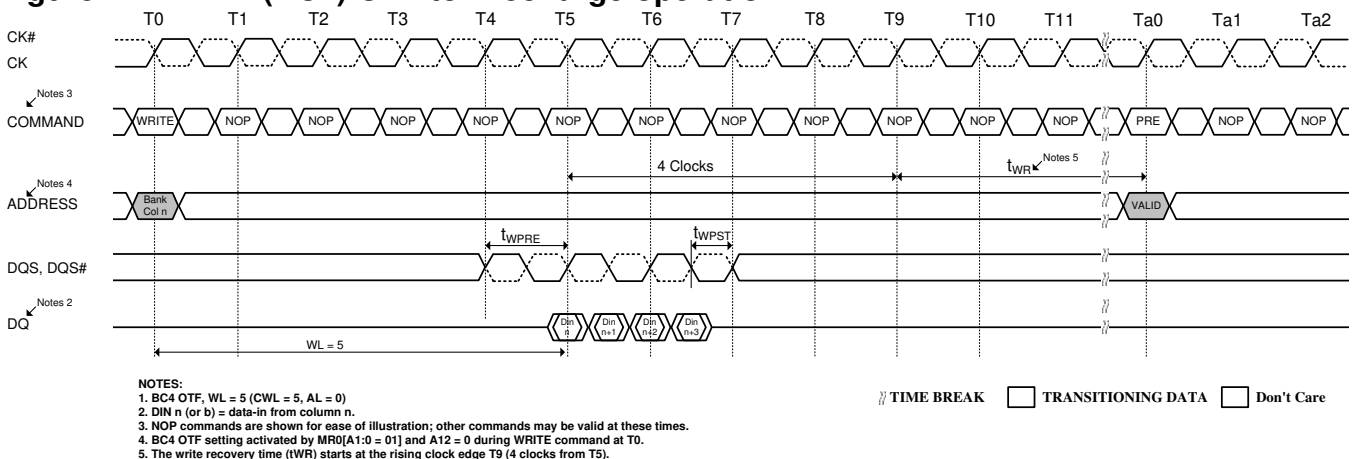 T0 T1 T2 T3 T4 T5 T6 T7 T8 T9 T10 T11 Ta0 Ta1 Ta2
CK#
CK
Notes 3
COMMAND
WRITE NOP NOP NOP NOP NOP NOP NOP NOP NOP NOP NOP PRE NOP NOP
4 Clocks
tWR
Notes 5
Notes 4
ADDRESS
Bank
Col n
VALID
tWPRE
tWPST
DQS, DQS#
Notes 2
DQ
Din
n
Din
n+1
Din
n+2
Din
n+3
WL = 5
NOTES:
1. BC4 OTF, WL = 5 (CWL = 5, AL = 0)
2. DIN n (or b) = data-in from column n.
3. NOP commands are shown for ease of illustration; other commands may be valid at these times.
4. BC4 OTF setting activated by MR0[A1:0 = 01] and A12 = 0 during WRITE command at T0.
5. The write recovery time (tWR) starts at the rising clock edge T9 (4 clocks from T5).
TIME BREAK
TRANSITIONING DATA
Don't Care